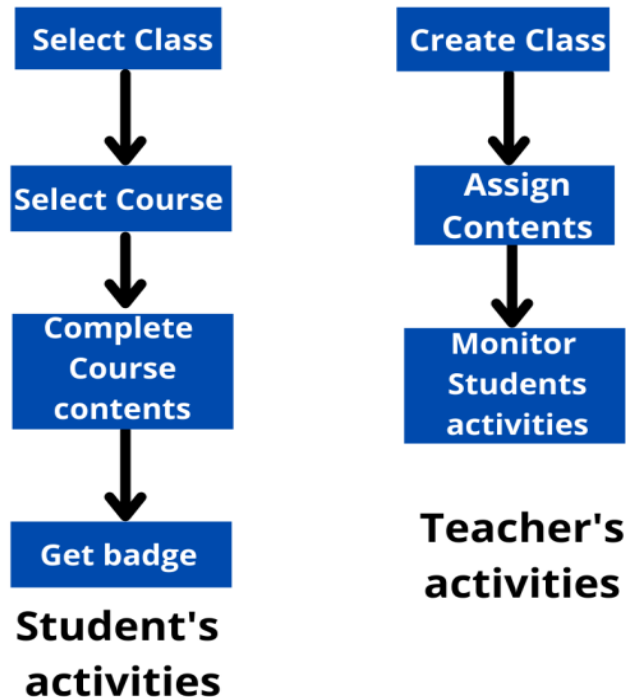 Select Class
Select Course
Complete
Course
contents
Get badge
Student's
activities
Create Class
Assign
Contents
Monitor
Students
activities
Teacher's
activities